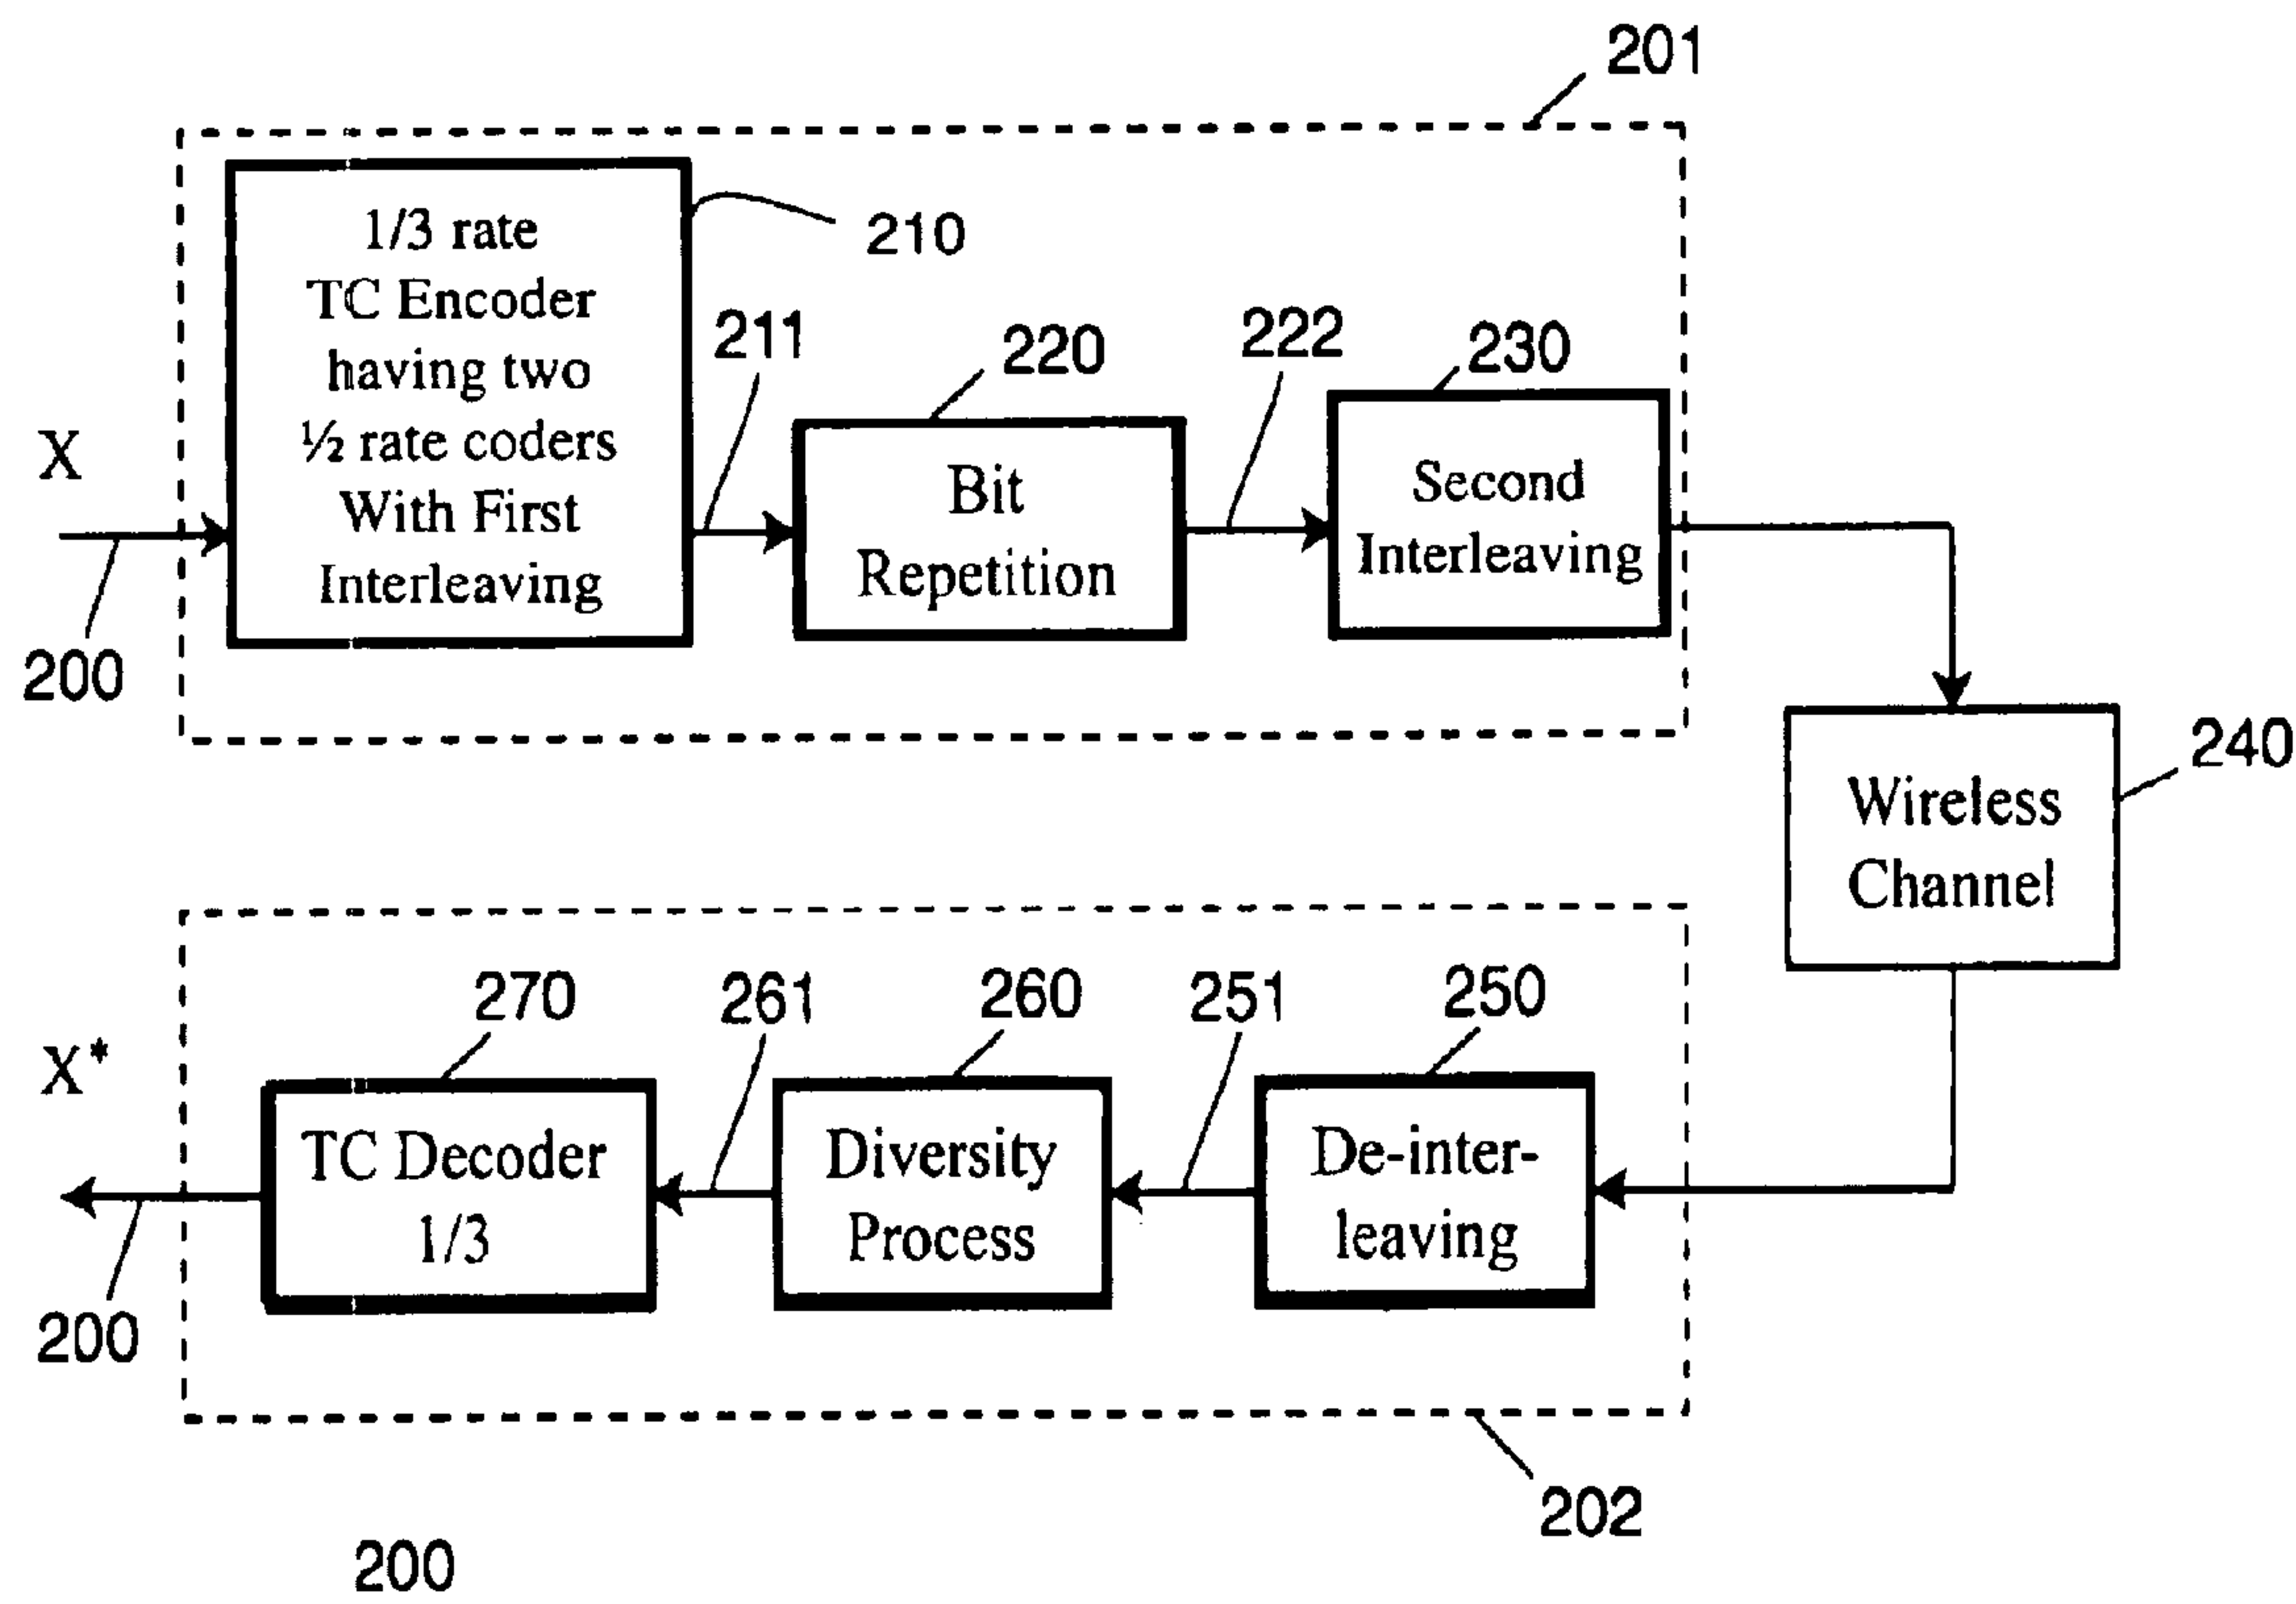 201
1/3 rate
TC Encoder
having two
½ rate coders
With First
Interleaving
210
211
220
222
230
X
Bit
Repetition
Second
Interleaving
200
240
Wireless
Channel
270
261
260
251
250
X*
TC Decoder
1/3
Diversity
Process
De-inter-
leaving
200
202
200